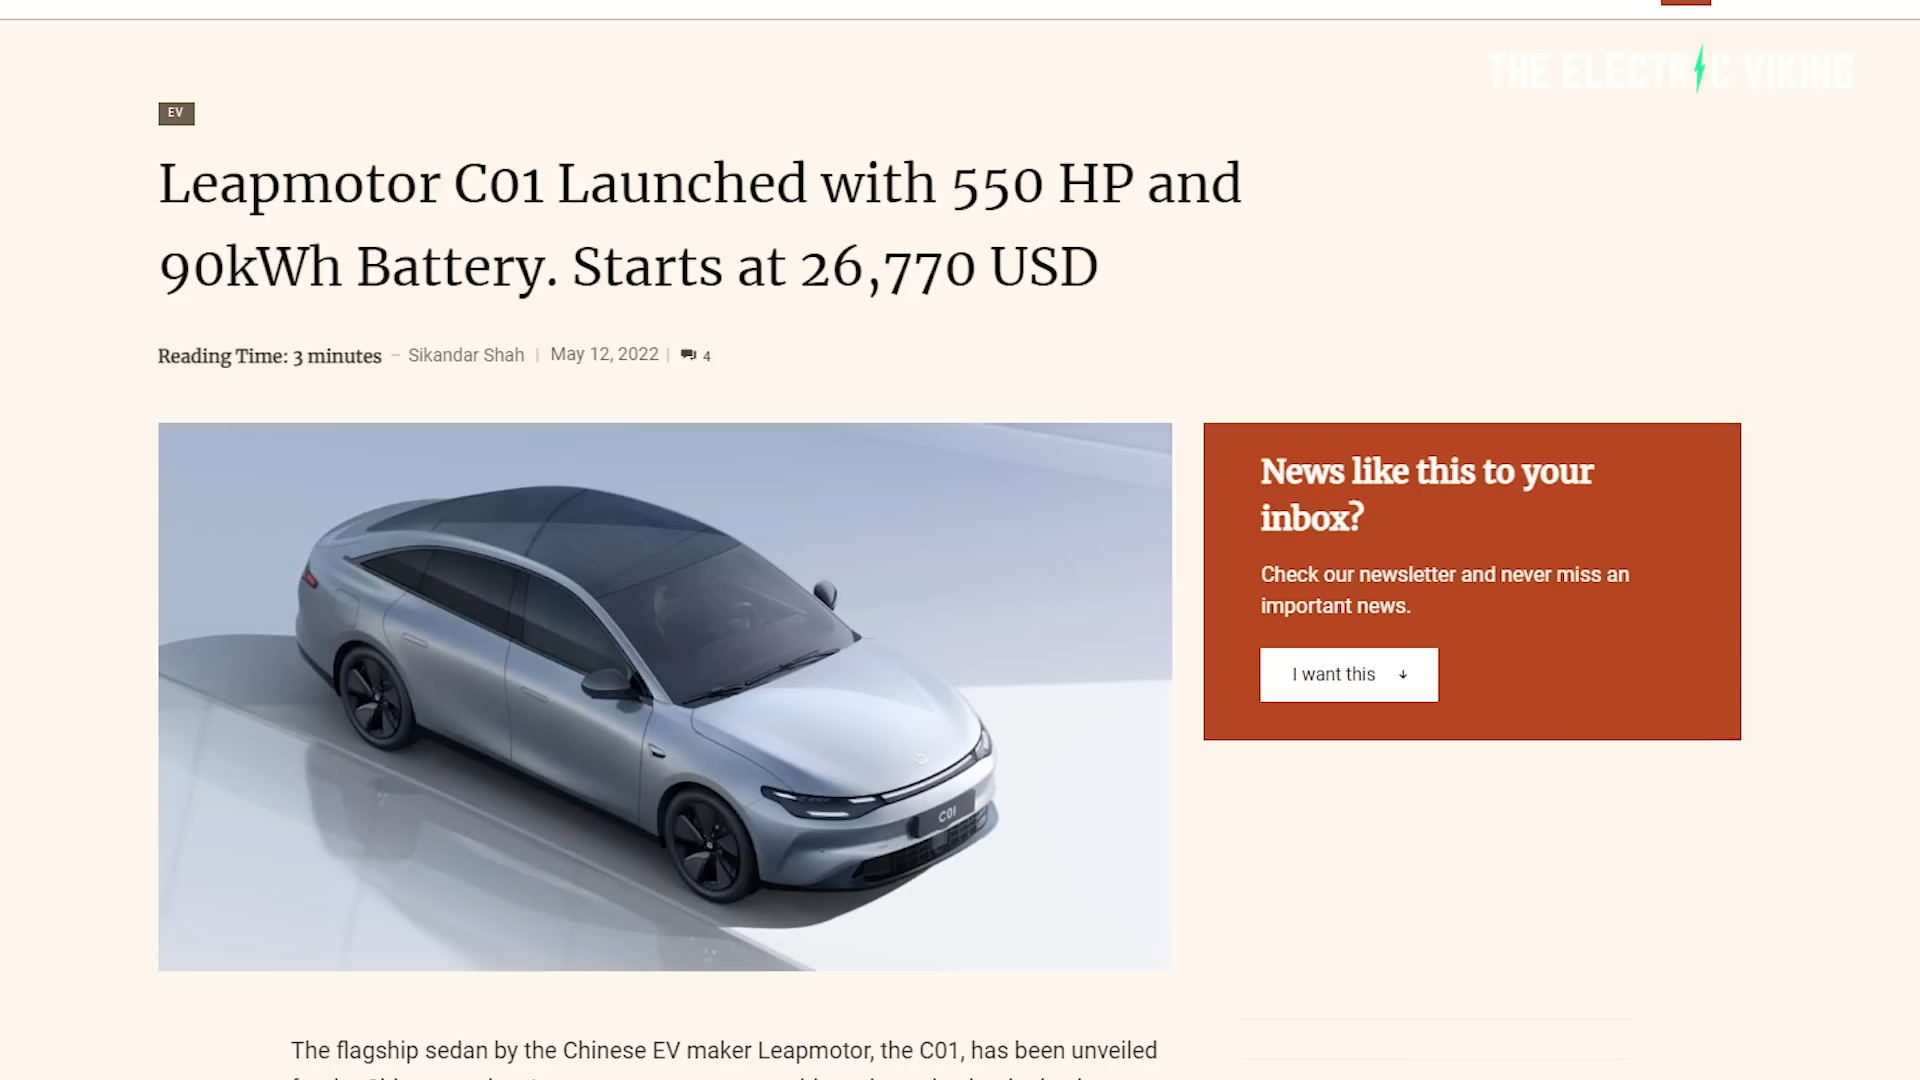 THE ELECTRIC VIKING
EV
Leapmotor C01 Launched with 550 HP and
90kWh Battery. Starts at 26,770 USD
Reading Time: 3 minutes – Sikandar Shah | May 12, 2022 | 4
News like this to your
inbox?
Check our newsletter and never miss an
important news.
I want this ↓
C01
The flagship sedan by the Chinese EV maker Leapmotor, the C01, has been unveiled